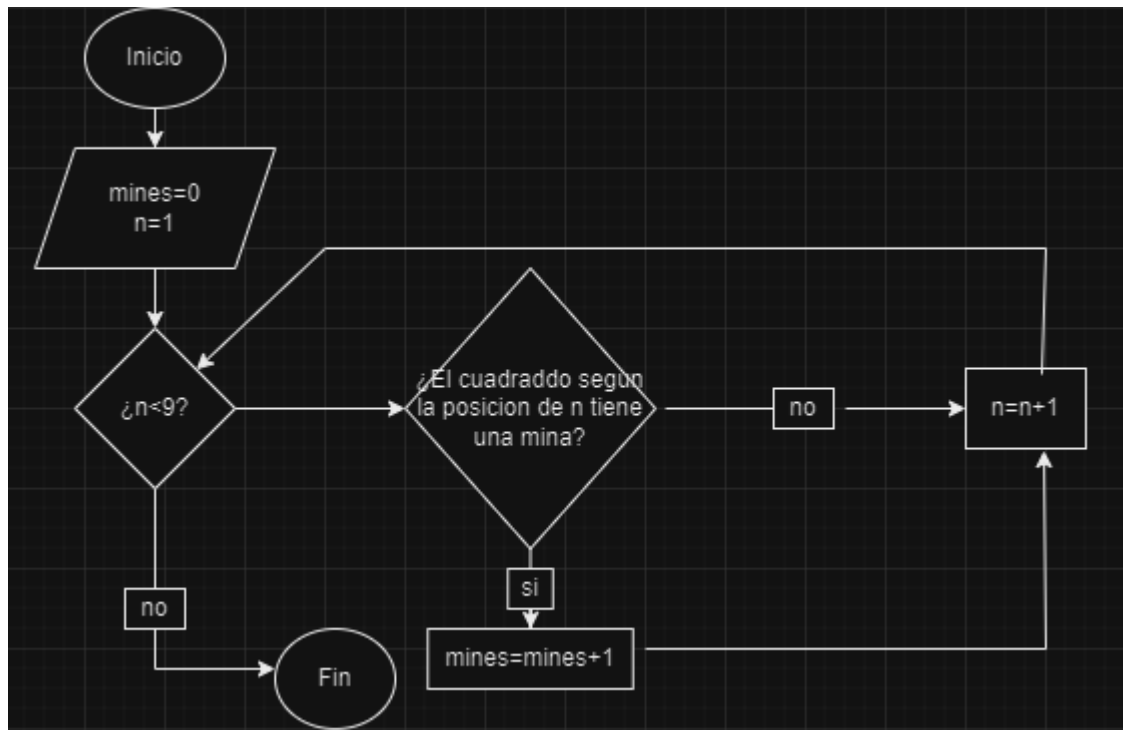 Inicio
mines=0
n=1
¿n<9?
¿El cuadraddo según
la posicion de n tiene
una mina?
no
n=n+1
si
mines=mines+1
no
Fin